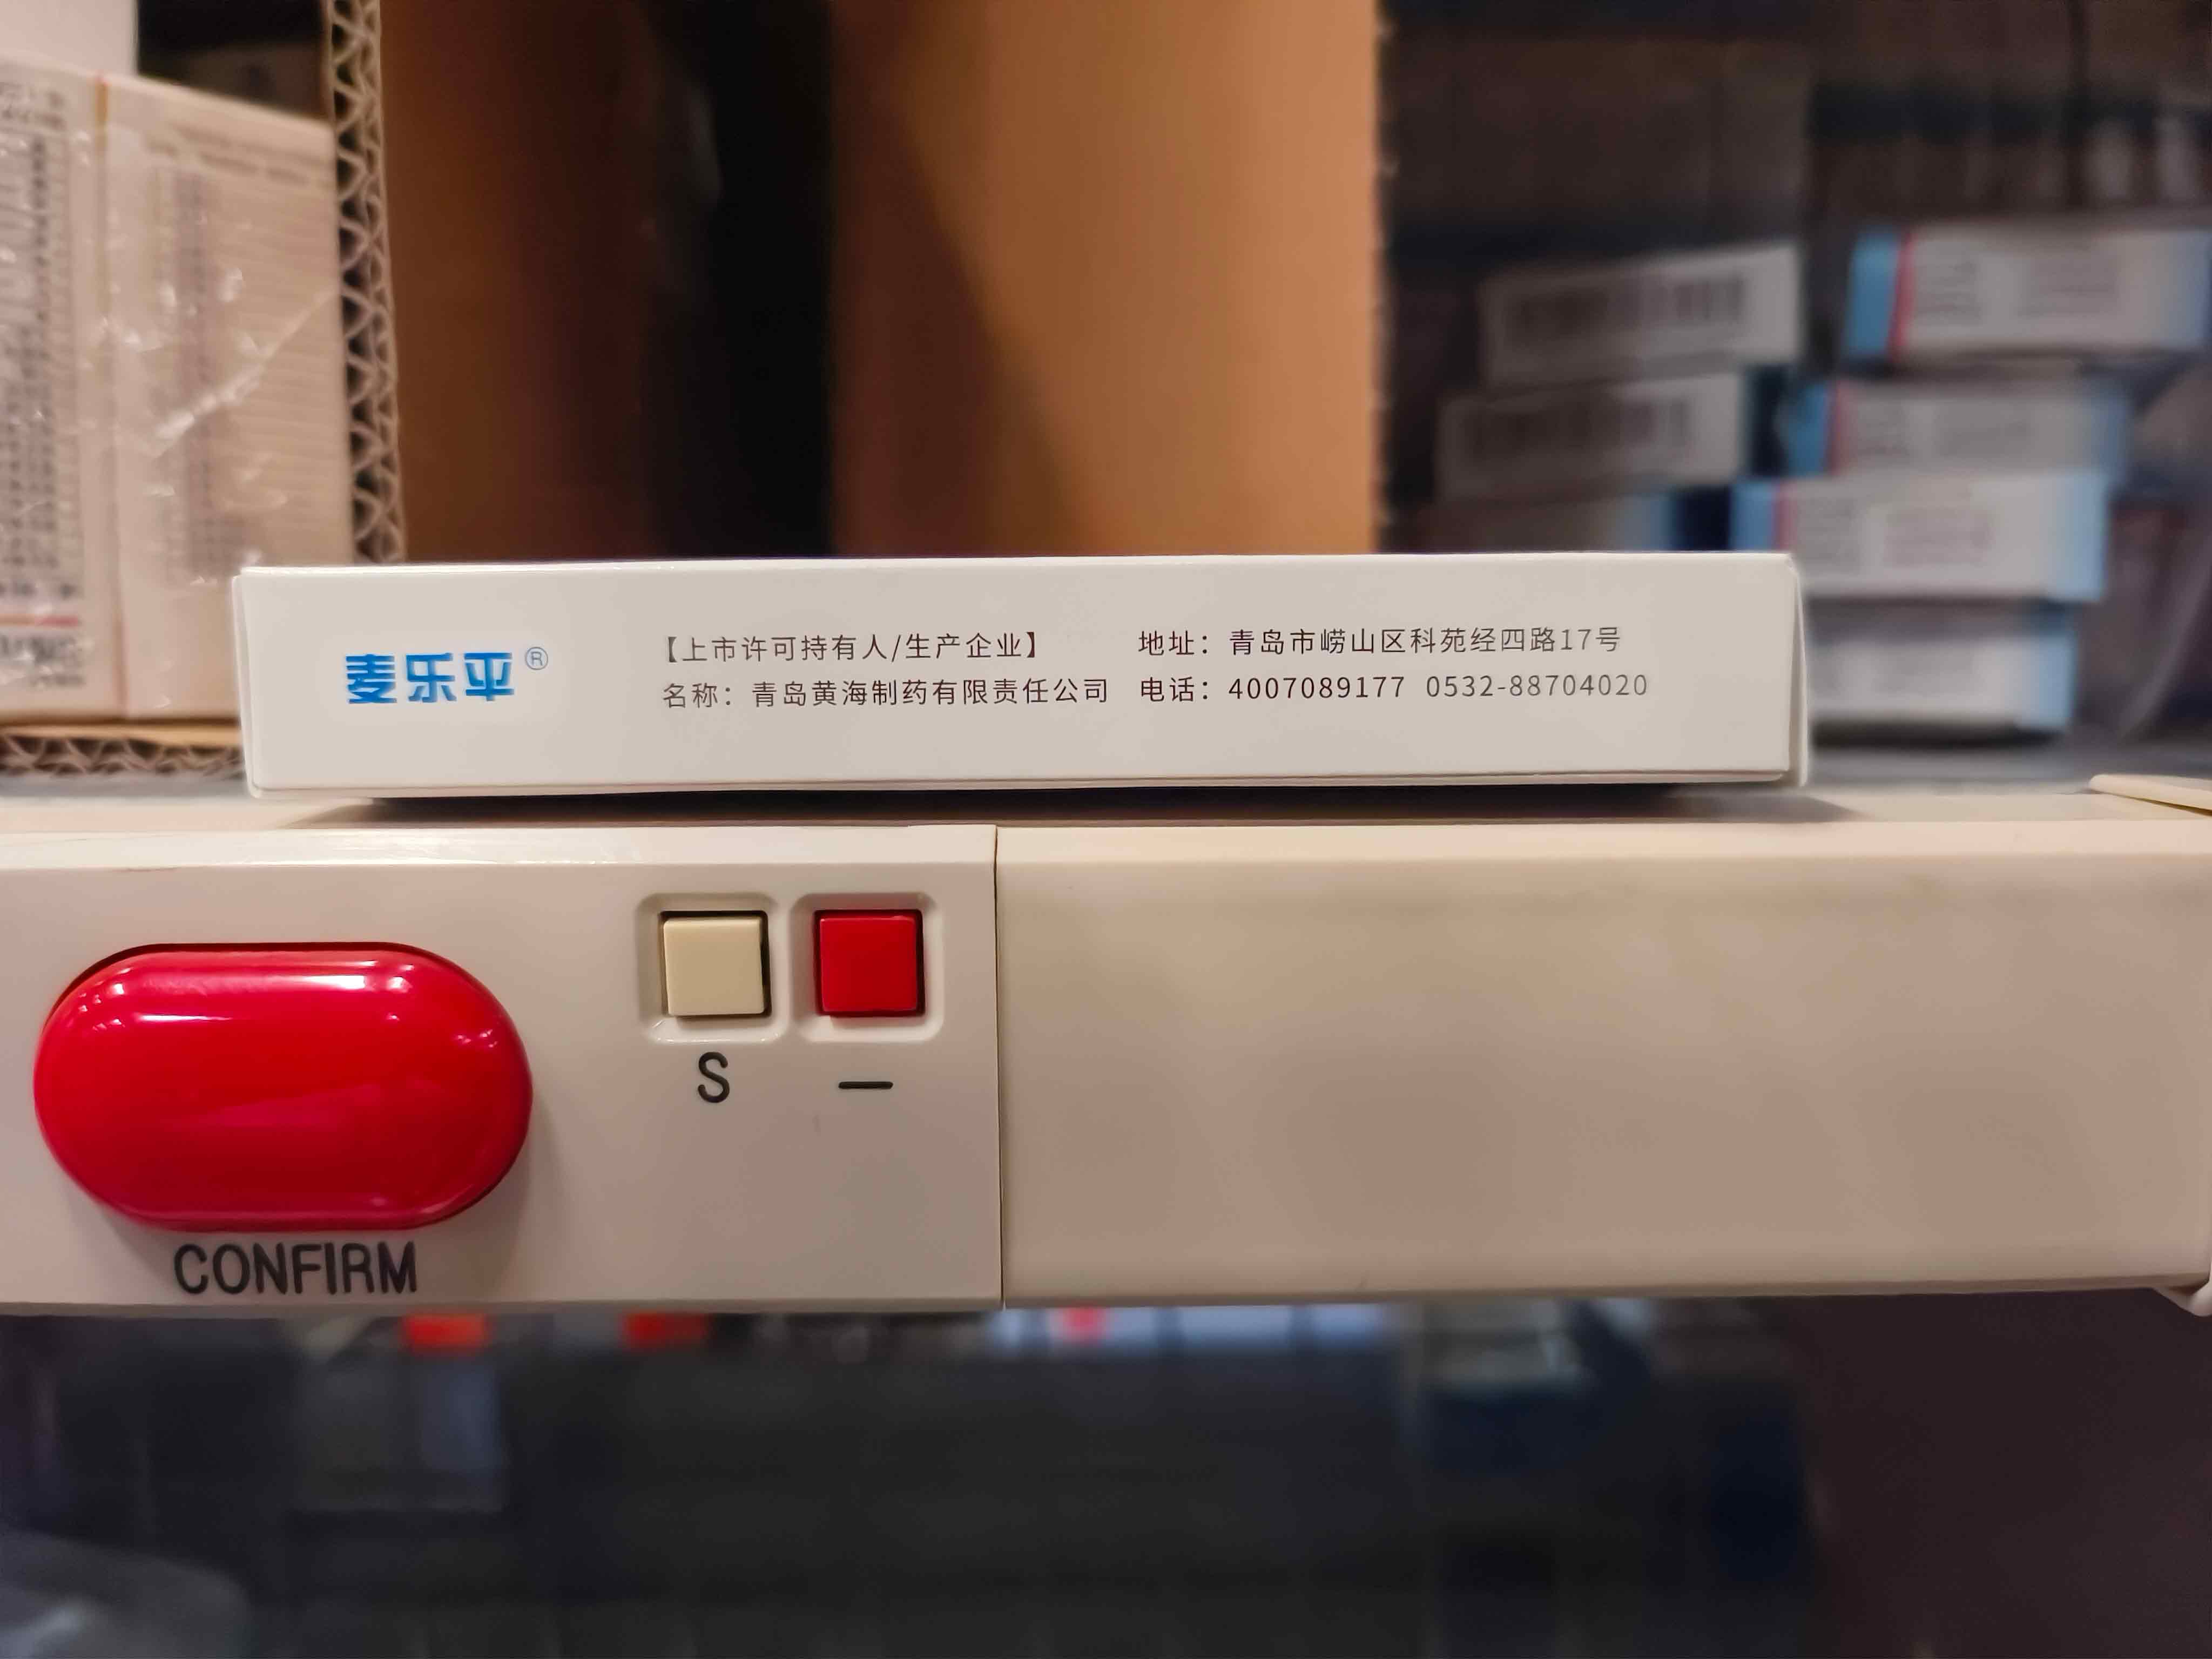 麦乐平®
【上市许可持有人/生产企业】
名称：青岛黄海制药有限责任公司
地址：青岛市崂山区科苑经四路17号
电话：4007089177 0532-88704020
S
—
CONFIRM